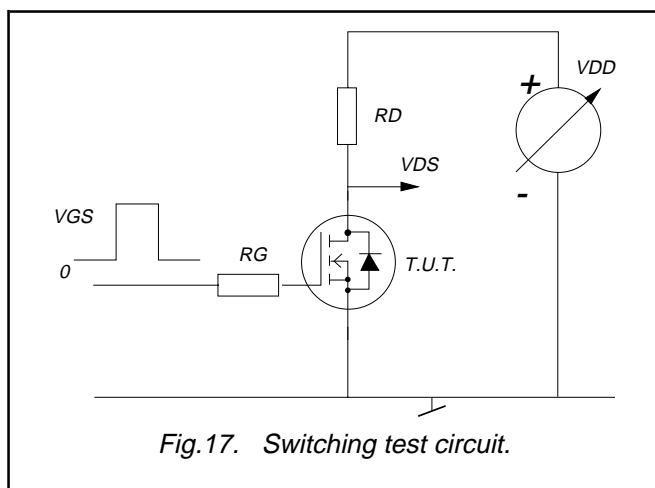 VDD
+
RD
VDS
-
VGS
RG
T.U.T.
0
Fig.17. Switching test circuit.